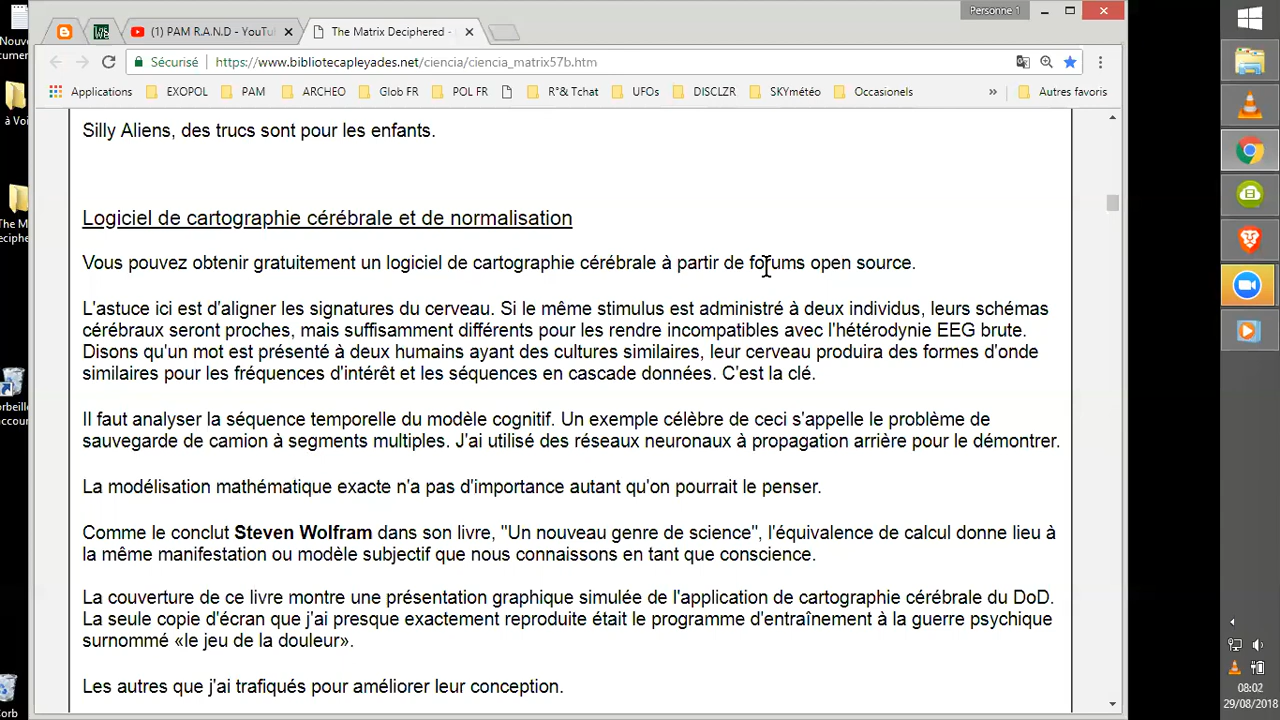 Personne 1
(1) PAM R.A.N.D - YouTu
The Matrix Deciphered -
Sécurisé
https://www.bibliotecapleyades.net/ciencia/ciencia_matrix57b.htm
Applications EXOPOL PAM ARCHEO Glob FR POL FR R°& Tchat UFOs DISCLZR SKYmétéo Occasionels » Autres favoris
Silly Aliens, des trucs sont pour les enfants.
Logiciel de cartographie cérébrale et de normalisation
Vous pouvez obtenir gratuitement un logiciel de cartographie cérébrale à partir de forums open source.
L'astuce ici est d'aligner les signatures du cerveau. Si le même stimulus est administré à deux individus, leurs schémas
cérébraux seront proches, mais suffisamment différents pour les rendre incompatibles avec l'hétérodynie EEG brute.
Disons qu'un mot est présenté à deux humains ayant des cultures similaires, leur cerveau produira des formes d'onde
similaires pour les fréquences d'intérêt et les séquences en cascade données. C'est la clé.
Il faut analyser la séquence temporelle du modèle cognitif. Un exemple célèbre de ceci s'appelle le problème de
sauvegarde de camion à segments multiples. J'ai utilisé des réseaux neuronaux à propagation arrière pour le démontrer.
La modélisation mathématique exacte n'a pas d'importance autant qu'on pourrait le penser.
Comme le conclut Steven Wolfram dans son livre, "Un nouveau genre de science", l'équivalence de calcul donne lieu à
la même manifestation ou modèle subjectif que nous connaissons en tant que conscience.
La couverture de ce livre montre une présentation graphique simulée de l'application de cartographie cérébrale du DoD.
La seule copie d'écran que j'ai presque exactement reproduite était le programme d'entraînement à la guerre psychique
surnommé «le jeu de la douleur».
Les autres que j'ai trafiqués pour améliorer leur conception.
Nouve
cumen
à Voi
The M
Deciphe
orbeille
accour
Corb
08:02
29/08/2018